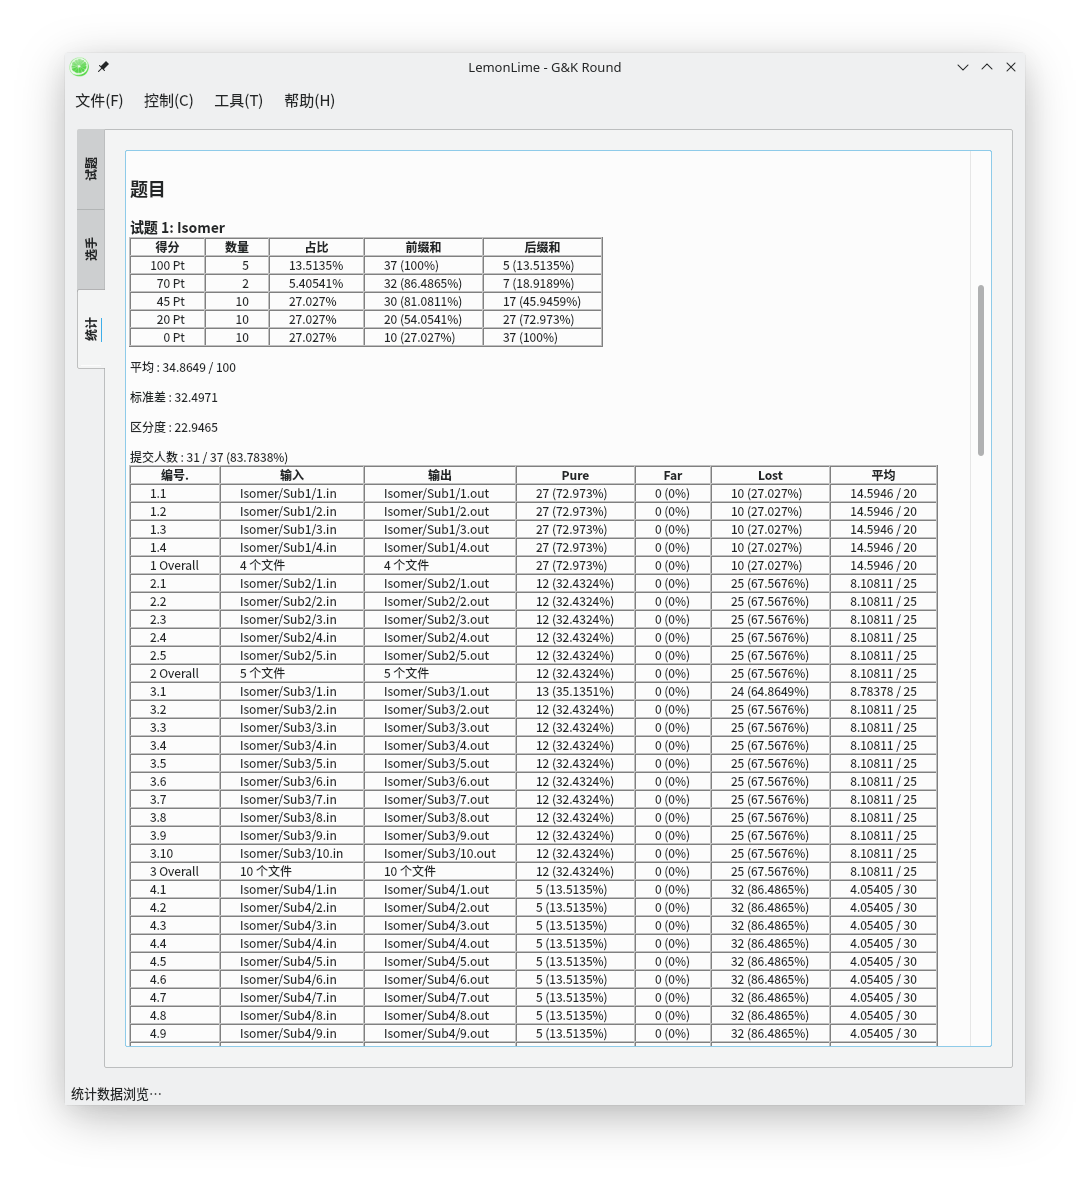 LemonLime - G&K Round
文件(F) 控制(C) 工具(T) 帮助(H)
试题
选手
统计
题目
试题 1: Isomer
得分 数量 占比 前缀和 后缀和
100 Pt 5 13.5135% 37 (100%) 5 (13.5135%)
70 Pt 2 5.40541% 32 (86.4865%) 7 (18.9189%)
45 Pt 10 27.027% 30 (81.0811%) 17 (45.9459%)
20 Pt 10 27.027% 20 (54.0541%) 27 (72.973%)
0 Pt 10 27.027% 10 (27.027%) 37 (100%)
平均 : 34.8649 / 100
标准差 : 32.4971
区分度 : 22.9465
提交人数 : 31 / 37 (83.7838%)
编号. 输入 输出 Pure Far Lost 平均
1.1 Isomer/Sub1/1.in Isomer/Sub1/1.out 27 (72.973%) 0 (0%) 10 (27.027%) 14.5946 / 20
1.2 Isomer/Sub1/2.in Isomer/Sub1/2.out 27 (72.973%) 0 (0%) 10 (27.027%) 14.5946 / 20
1.3 Isomer/Sub1/3.in Isomer/Sub1/3.out 27 (72.973%) 0 (0%) 10 (27.027%) 14.5946 / 20
1.4 Isomer/Sub1/4.in Isomer/Sub1/4.out 27 (72.973%) 0 (0%) 10 (27.027%) 14.5946 / 20
1 Overall 4 个文件 4 个文件 27 (72.973%) 0 (0%) 10 (27.027%) 14.5946 / 20
2.1 Isomer/Sub2/1.in Isomer/Sub2/1.out 12 (32.4324%) 0 (0%) 25 (67.5676%) 8.10811 / 25
2.2 Isomer/Sub2/2.in Isomer/Sub2/2.out 12 (32.4324%) 0 (0%) 25 (67.5676%) 8.10811 / 25
2.3 Isomer/Sub2/3.in Isomer/Sub2/3.out 12 (32.4324%) 0 (0%) 25 (67.5676%) 8.10811 / 25
2.4 Isomer/Sub2/4.in Isomer/Sub2/4.out 12 (32.4324%) 0 (0%) 25 (67.5676%) 8.10811 / 25
2.5 Isomer/Sub2/5.in Isomer/Sub2/5.out 12 (32.4324%) 0 (0%) 25 (67.5676%) 8.10811 / 25
2 Overall 5 个文件 5 个文件 12 (32.4324%) 0 (0%) 25 (67.5676%) 8.10811 / 25
3.1 Isomer/Sub3/1.in Isomer/Sub3/1.out 13 (35.1351%) 0 (0%) 24 (64.8649%) 8.78378 / 25
3.2 Isomer/Sub3/2.in Isomer/Sub3/2.out 12 (32.4324%) 0 (0%) 25 (67.5676%) 8.10811 / 25
3.3 Isomer/Sub3/3.in Isomer/Sub3/3.out 12 (32.4324%) 0 (0%) 25 (67.5676%) 8.10811 / 25
3.4 Isomer/Sub3/4.in Isomer/Sub3/4.out 12 (32.4324%) 0 (0%) 25 (67.5676%) 8.10811 / 25
3.5 Isomer/Sub3/5.in Isomer/Sub3/5.out 12 (32.4324%) 0 (0%) 25 (67.5676%) 8.10811 / 25
3.6 Isomer/Sub3/6.in Isomer/Sub3/6.out 12 (32.4324%) 0 (0%) 25 (67.5676%) 8.10811 / 25
3.7 Isomer/Sub3/7.in Isomer/Sub3/7.out 12 (32.4324%) 0 (0%) 25 (67.5676%) 8.10811 / 25
3.8 Isomer/Sub3/8.in Isomer/Sub3/8.out 12 (32.4324%) 0 (0%) 25 (67.5676%) 8.10811 / 25
3.9 Isomer/Sub3/9.in Isomer/Sub3/9.out 12 (32.4324%) 0 (0%) 25 (67.5676%) 8.10811 / 25
3.10 Isomer/Sub3/10.in Isomer/Sub3/10.out 12 (32.4324%) 0 (0%) 25 (67.5676%) 8.10811 / 25
3 Overall 10 个文件 10 个文件 12 (32.4324%) 0 (0%) 25 (67.5676%) 8.10811 / 25
4.1 Isomer/Sub4/1.in Isomer/Sub4/1.out 5 (13.5135%) 0 (0%) 32 (86.4865%) 4.05405 / 30
4.2 Isomer/Sub4/2.in Isomer/Sub4/2.out 5 (13.5135%) 0 (0%) 32 (86.4865%) 4.05405 / 30
4.3 Isomer/Sub4/3.in Isomer/Sub4/3.out 5 (13.5135%) 0 (0%) 32 (86.4865%) 4.05405 / 30
4.4 Isomer/Sub4/4.in Isomer/Sub4/4.out 5 (13.5135%) 0 (0%) 32 (86.4865%) 4.05405 / 30
4.5 Isomer/Sub4/5.in Isomer/Sub4/5.out 5 (13.5135%) 0 (0%) 32 (86.4865%) 4.05405 / 30
4.6 Isomer/Sub4/6.in Isomer/Sub4/6.out 5 (13.5135%) 0 (0%) 32 (86.4865%) 4.05405 / 30
4.7 Isomer/Sub4/7.in Isomer/Sub4/7.out 5 (13.5135%) 0 (0%) 32 (86.4865%) 4.05405 / 30
4.8 Isomer/Sub4/8.in Isomer/Sub4/8.out 5 (13.5135%) 0 (0%) 32 (86.4865%) 4.05405 / 30
4.9 Isomer/Sub4/9.in Isomer/Sub4/9.out 5 (13.5135%) 0 (0%) 32 (86.4865%) 4.05405 / 30
统计数据浏览…